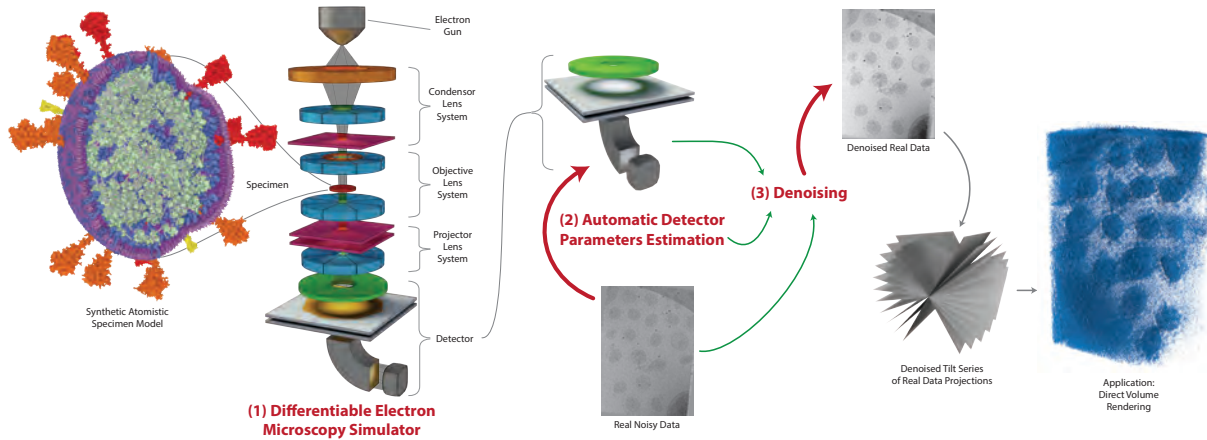 Electron
Gun
Condensor
Lens
System
Specimen
Objective
Lens
System
Projector
Lens
System
Detector
Synthetic Atomistic
Specimen Model
(1) Differentiable Electron
Microscopy Simulator
(2) Automatic Detector
Parameters Estimation
Real Noisy Data
(3) Denoising
Denoised Real Data
Denoised Tilt Series
of Real Data Projections
Application:
Direct Volume
Rendering